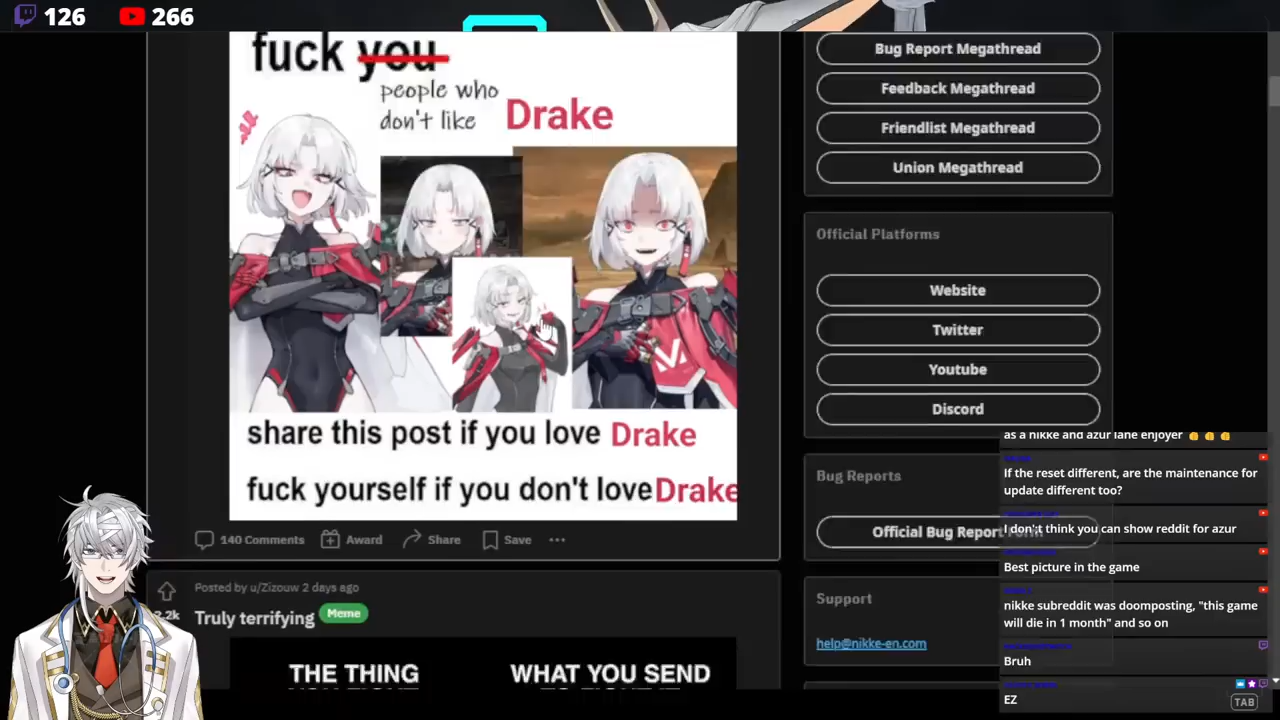 126
266
fuck you
people who
don't like
Drake
share this post if you love Drake
fuck yourself if you don't love Drake
140 Comments
Award
Share
Save
Posted by u/Zizouw 2 days ago
2.2k
Truly terrifying
Meme
THE THING
WHAT YOU SEND
Bug Report Megathread
Feedback Megathread
Friendlist Megathread
Union Megathread
Official Platforms
Website
Twitter
Youtube
Discord
Bug Reports
Official Bug Report Form
Support
help@nikke-en.com
as a nikke and azur lane enjoyer 👍👍👍
If the reset different, are the maintenance for
update different too?
I don't think you can show reddit for azur
Best picture in the game
nikke subreddit was doomposting, "this game
will die in 1 month" and so on
Bruh
EZ
TAB